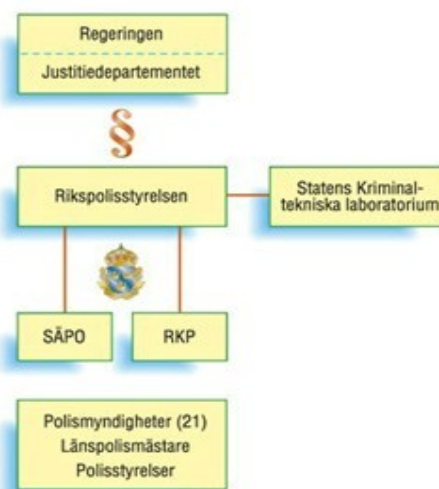 Regeringen
Justitiedepartementet
§
Rikspolisstyrelsen
Statens Kriminal-
tekniska laboratorium
SÄPO
RKP
Polismyndigheter (21)
Länspolismästare
Polisstyrelser